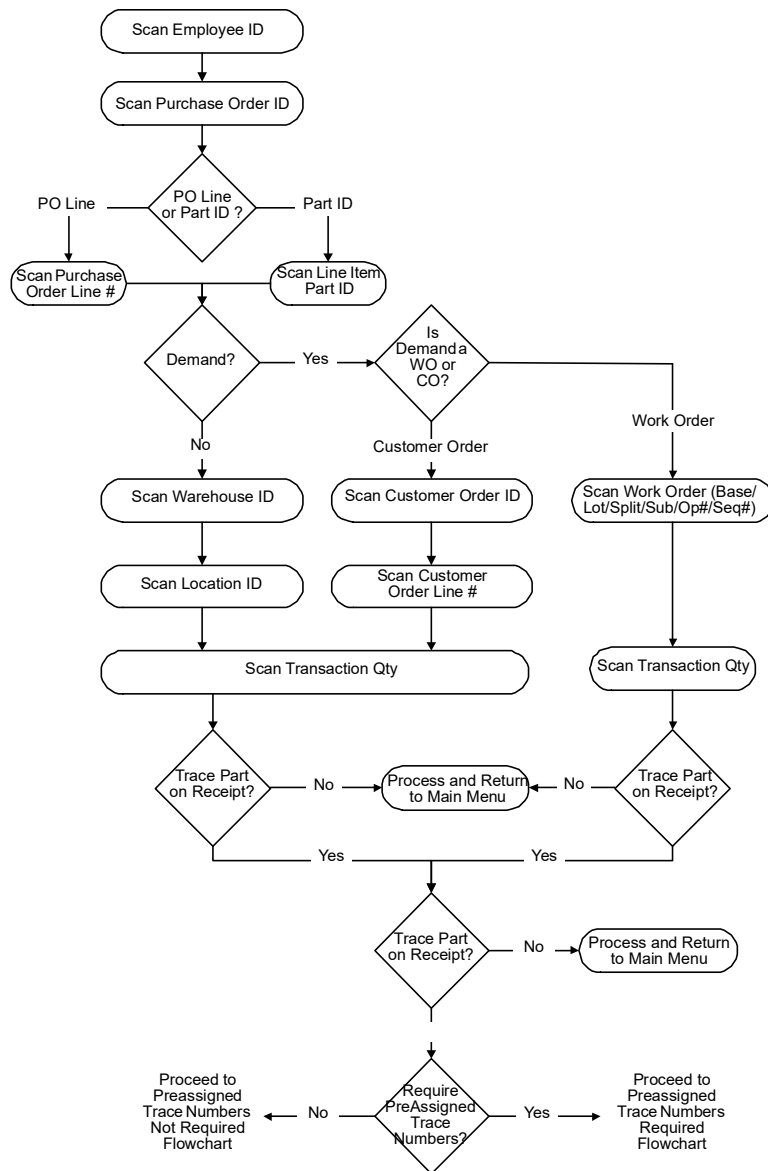 Scan Employee ID
Scan Purchase Order ID
PO Line
or Part ID ?
PO Line
Part ID
Scan Purchase
Order Line #
Scan Line Item
Part ID
Demand?
Yes
Is
Demand a
WO or
CO?
No
Customer Order
Work Order
Scan Warehouse ID
Scan Customer Order ID
Scan Work Order (Base/
Lot/Split/Sub/Op#/Seq#)
Scan Location ID
Scan Customer
Order Line #
Scan Transaction Qty
Scan Transaction Qty
Trace Part
on Receipt?
No
Process and Return
to Main Menu
No
Trace Part
on Receipt?
Yes
Yes
Trace Part
on Receipt?
No
Process and Return
to Main Menu
Proceed to
Preassigned
Trace Numbers
Not Required
Flowchart
No
Require
PreAssigned
Trace
Numbers?
Yes
Proceed to
Preassigned
Trace Numbers
Required
Flowchart